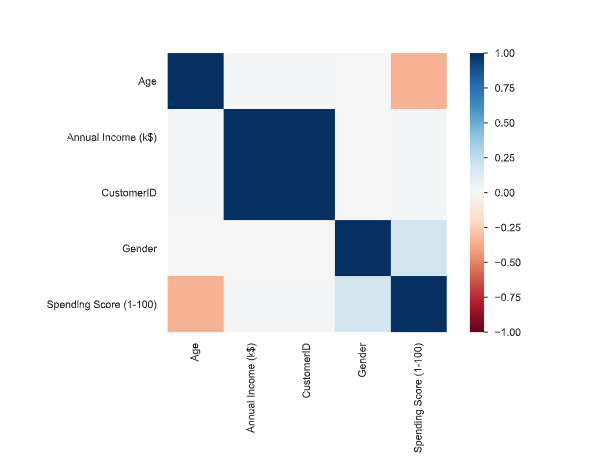 Age
Annual Income (k$)
CustomerID
Gender
Spending Score (1-100)
Age
Annual Income (k$)
CustomerID
Gender
Spending Score (1-100)
1.00
0.75
0.50
0.25
0.00
−0.25
−0.50
−0.75
−1.00